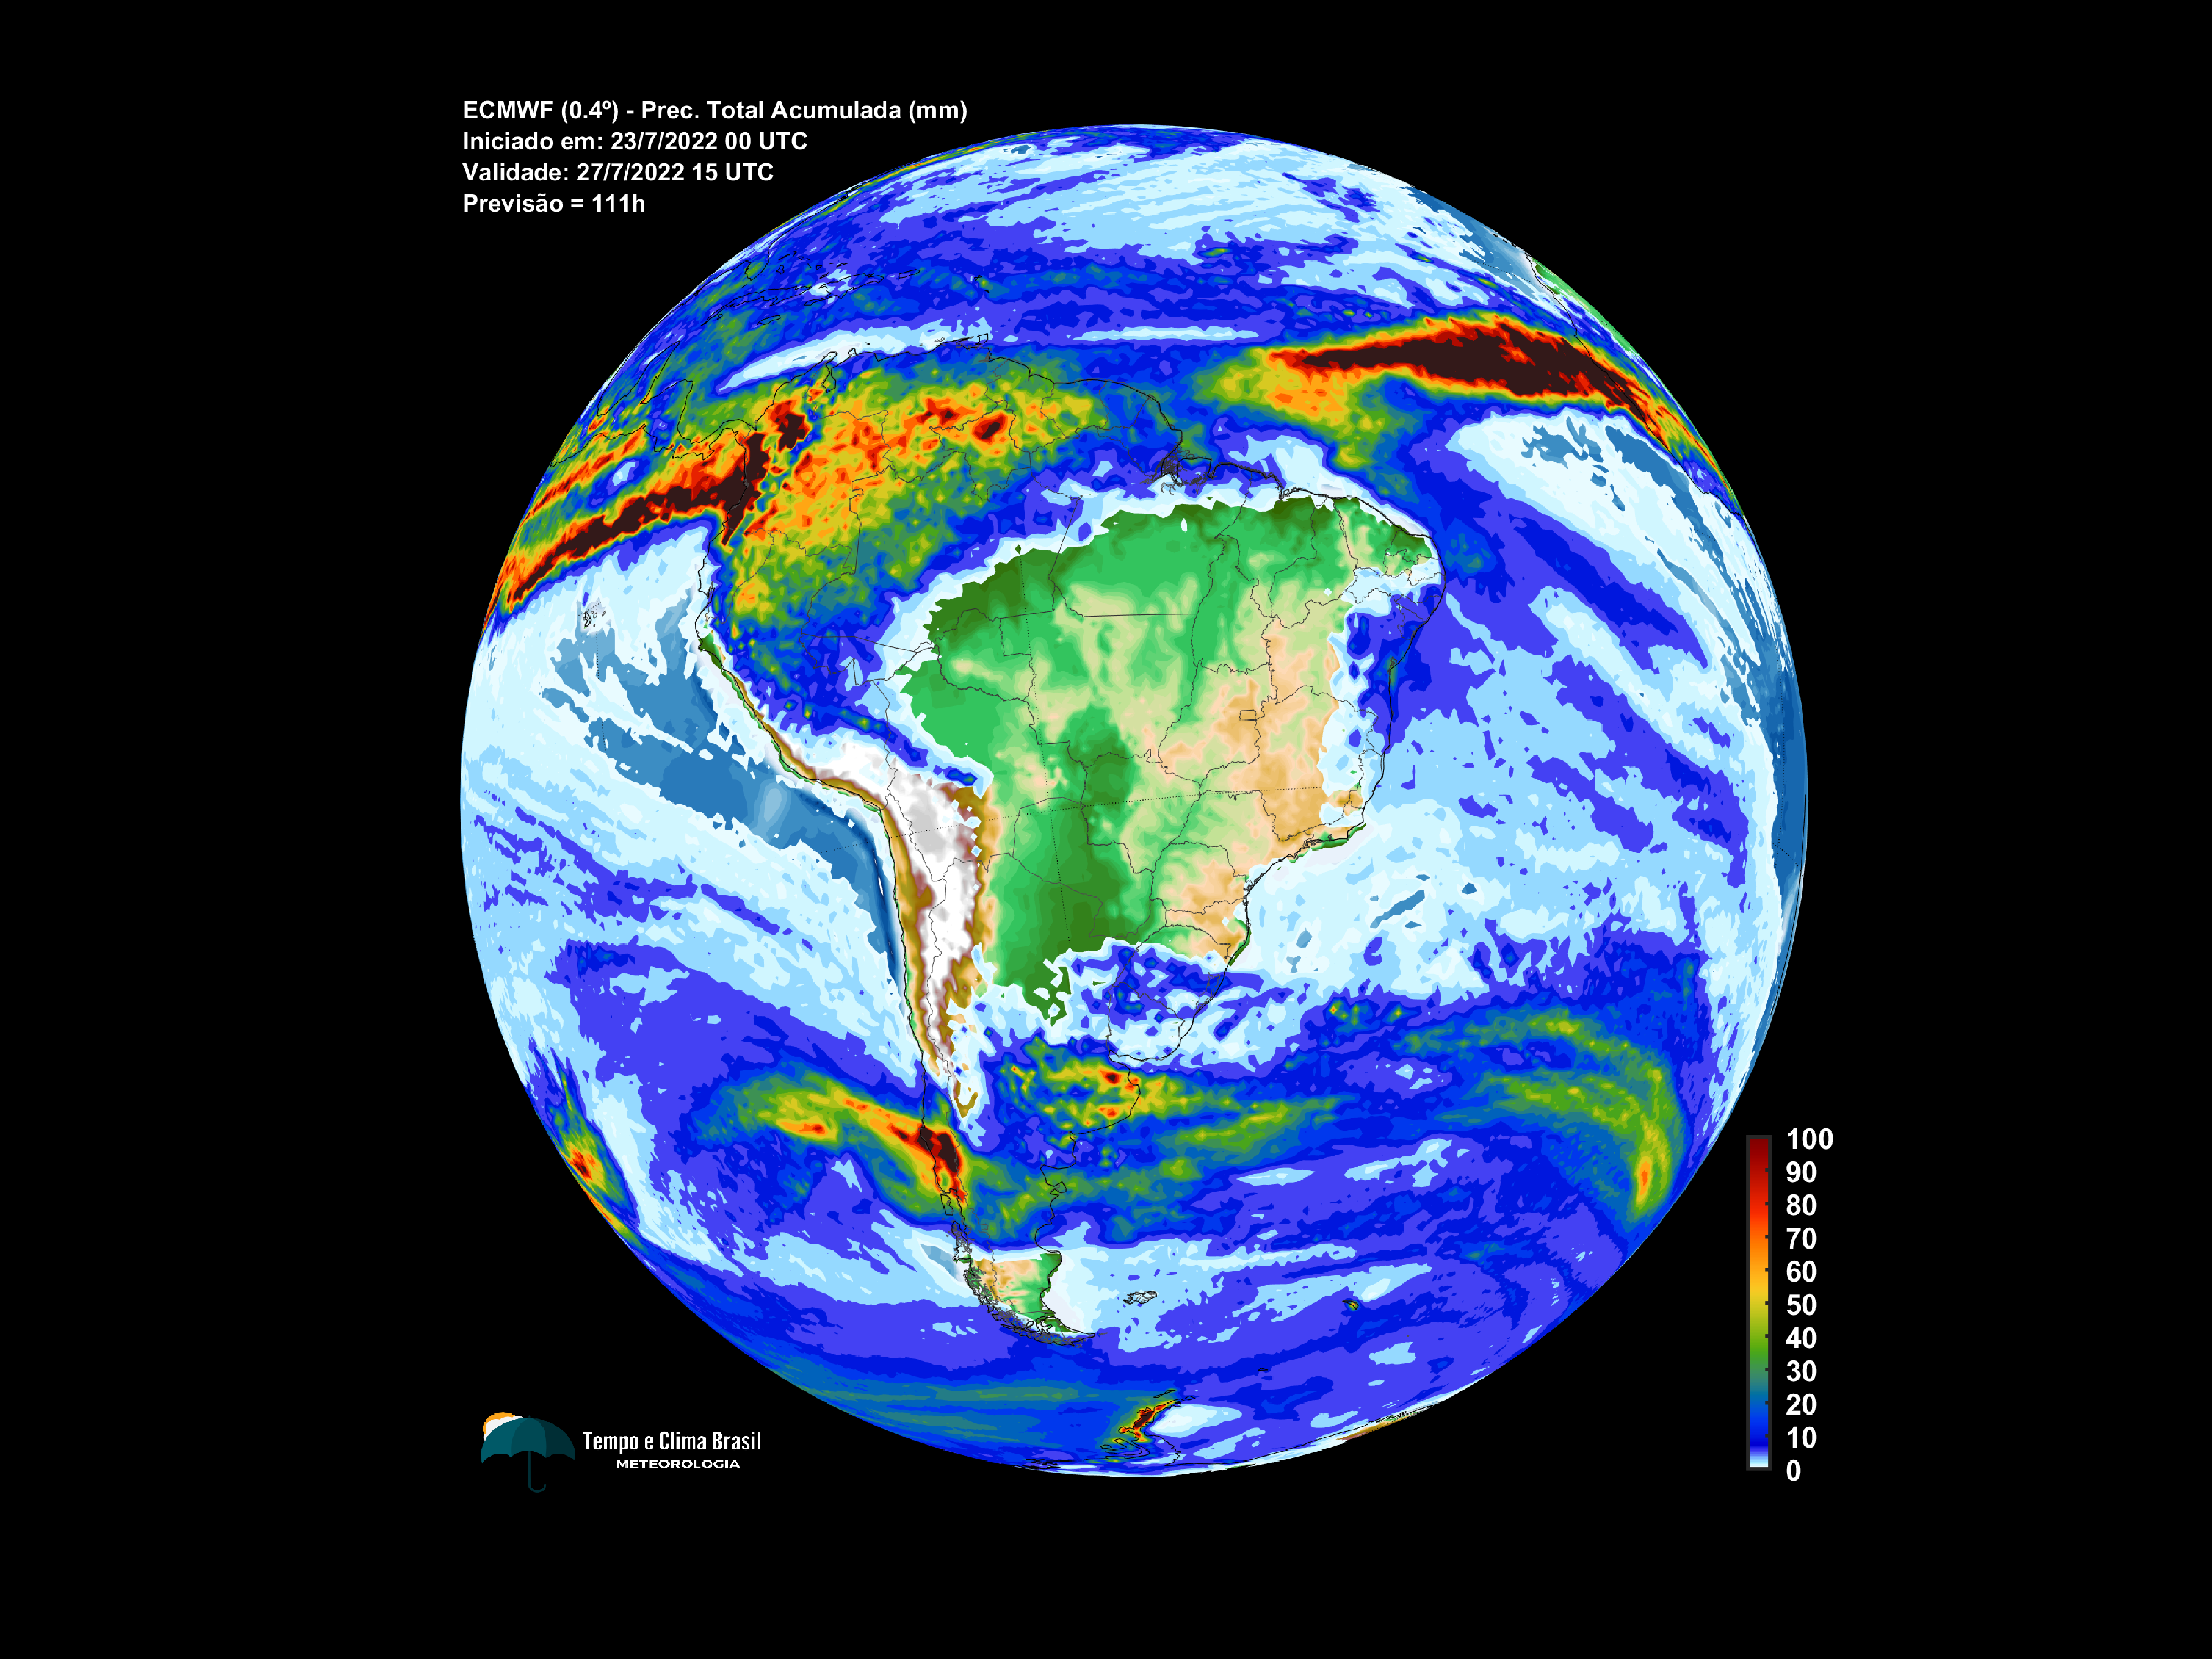 ECMWF (0.4º) - Prec. Total Acumulada (mm)
Iniciado em: 23/7/2022 00 UTC
Validade: 27/7/2022 15 UTC
Previsão = 111h
100
90
80
70
60
50
40
30
20
10
0
Tempo e Clima Brasil
METEOROLOGIA